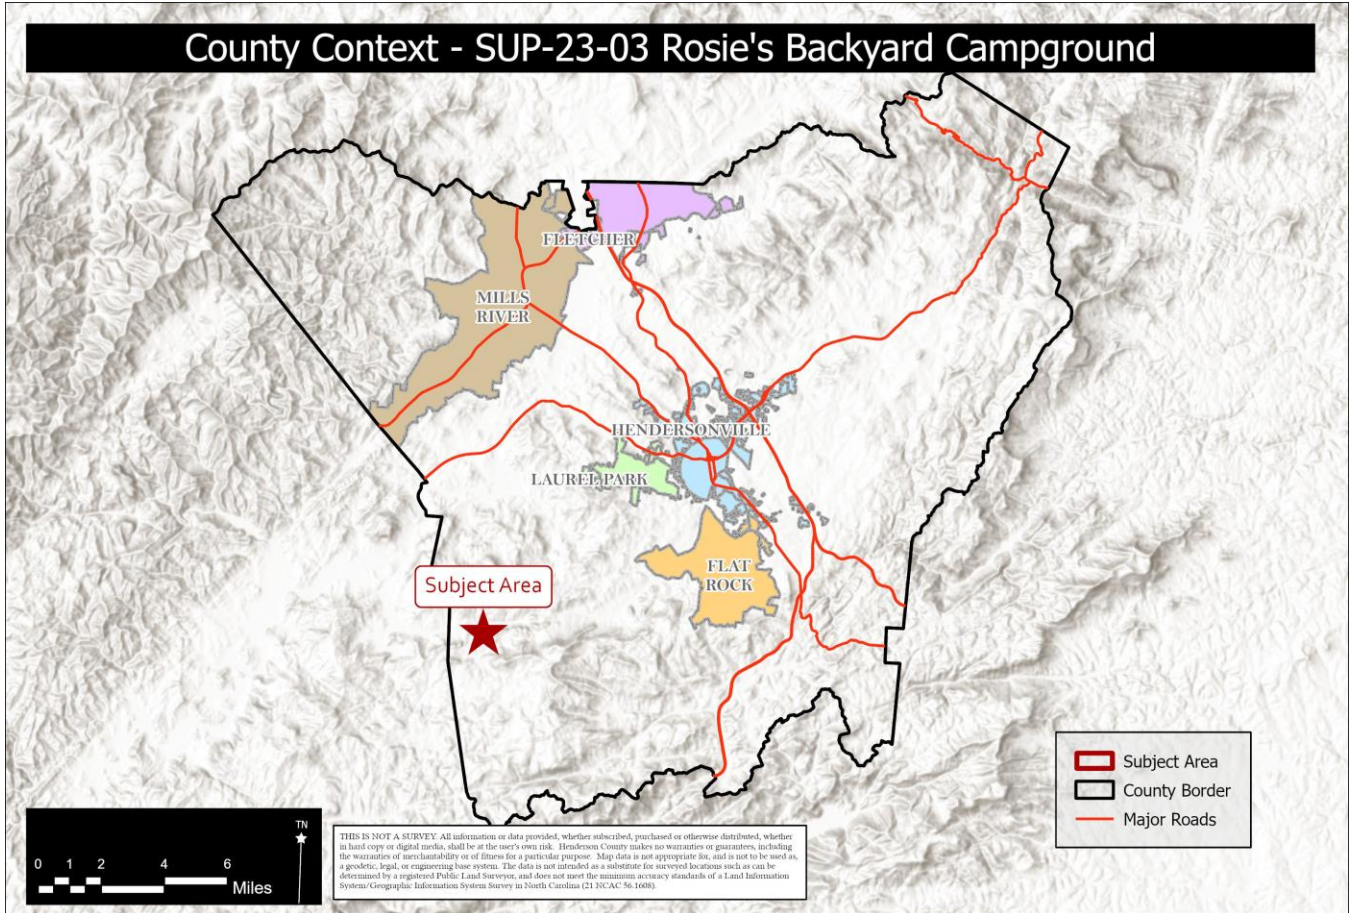 County Context - SUP-23-03 Rosie's Backyard Campground
FLETCHER
MILLS
RIVER
HENDERSONVILLE
LAUREL PARK
FLAT
ROCK
Subject Area
Subject Area
County Border
Major Roads
TN
0 1 2 4 6
Miles
THIS IS NOT A SURVEY. All information or data provided, whether subscribed, purchased or otherwise distributed, whether
in hard copy or digital media, shall be at the user's own risk. Henderson County makes no warranties or guarantees, including
the warranties of merchantability or of fitness for a particular purpose. Map data is not appropriate for, and is not to be used as,
a geodetic, legal, or engineering base system. The data is not intended as a substitute for surveyed locations such as can be
determined by a registered Public Land Surveyor, and does not meet the minimum accuracy standards of a Land Information
System/Geographic Information System Survey in North Carolina (21 NCAC 56.1608).